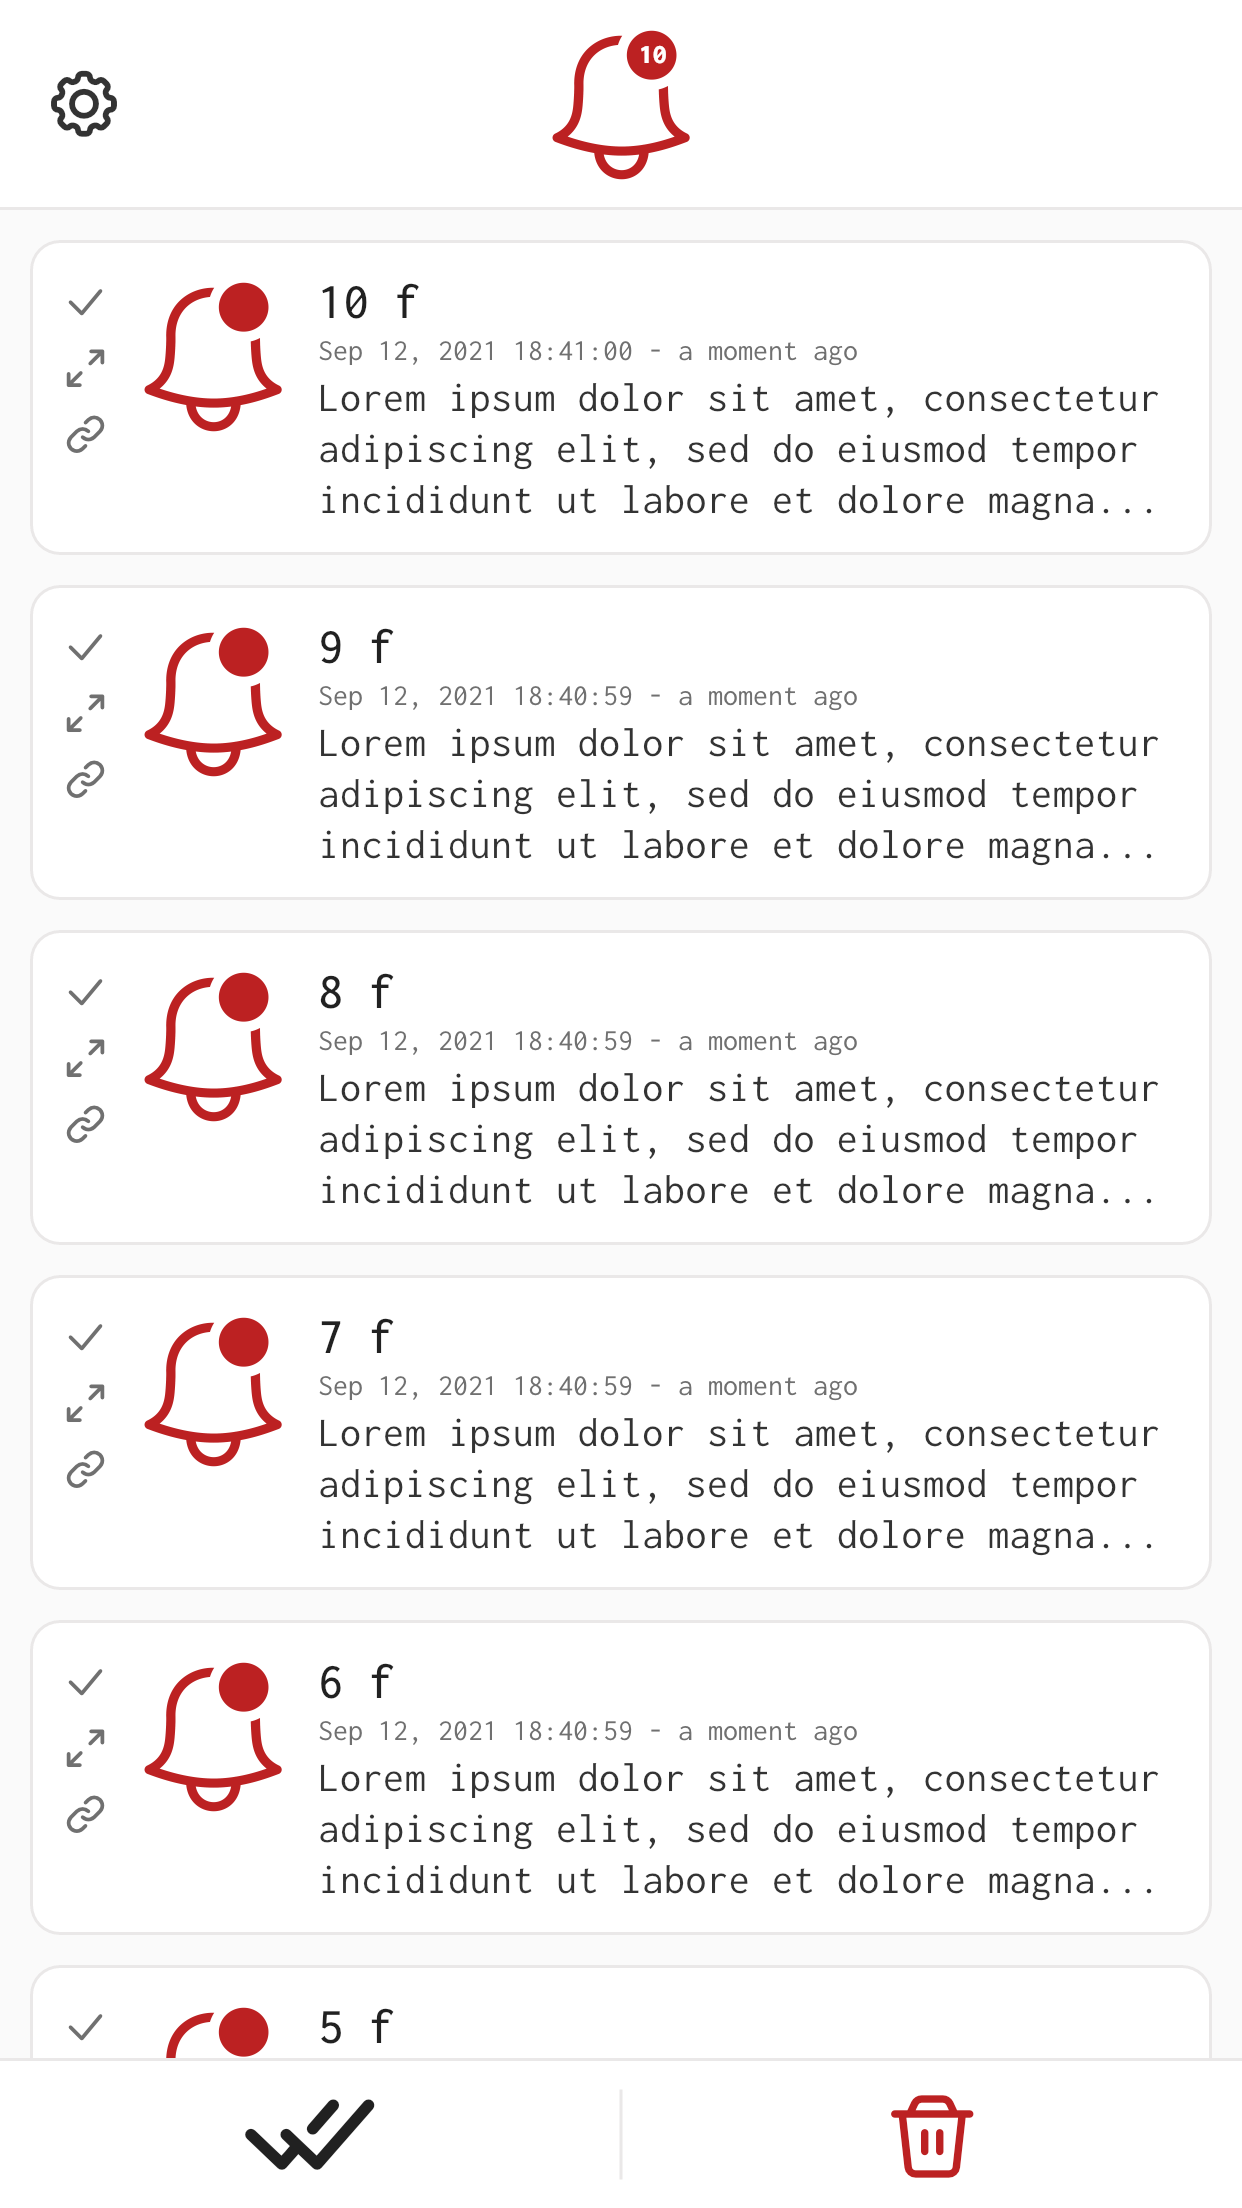 10
10 f
Sep 12, 2021 18:41:00 - a moment ago
Lorem ipsum dolor sit amet, consectetur
adipiscing elit, sed do eiusmod tempor
incididunt ut labore et dolore magna...
9 f
Sep 12, 2021 18:40:59 - a moment ago
Lorem ipsum dolor sit amet, consectetur
adipiscing elit, sed do eiusmod tempor
incididunt ut labore et dolore magna...
8 f
Sep 12, 2021 18:40:59 - a moment ago
Lorem ipsum dolor sit amet, consectetur
adipiscing elit, sed do eiusmod tempor
incididunt ut labore et dolore magna...
7 f
Sep 12, 2021 18:40:59 - a moment ago
Lorem ipsum dolor sit amet, consectetur
adipiscing elit, sed do eiusmod tempor
incididunt ut labore et dolore magna...
6 f
Sep 12, 2021 18:40:59 - a moment ago
Lorem ipsum dolor sit amet, consectetur
adipiscing elit, sed do eiusmod tempor
incididunt ut labore et dolore magna...
5 f